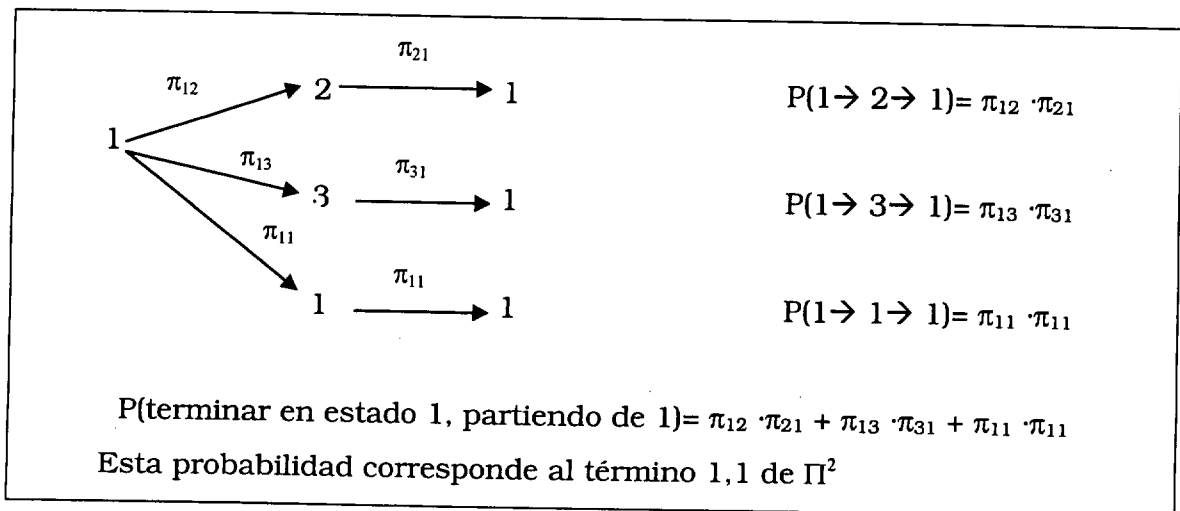 π₂₁
π₁₂
2
1
P(1→ 2→ 1)= π₁₂ ·π₂₁
1
π₁₃
π₃₁
3
1
P(1→ 3→ 1)= π₁₃ ·π₃₁
π₁₁
π₁₁
1
1
P(1→ 1→ 1)= π₁₁ ·π₁₁
P(terminar en estado 1, partiendo de 1)= π₁₂ ·π₂₁ + π₁₃ ·π₃₁ + π₁₁ ·π₁₁
Esta probabilidad corresponde al término 1,1 de Π²